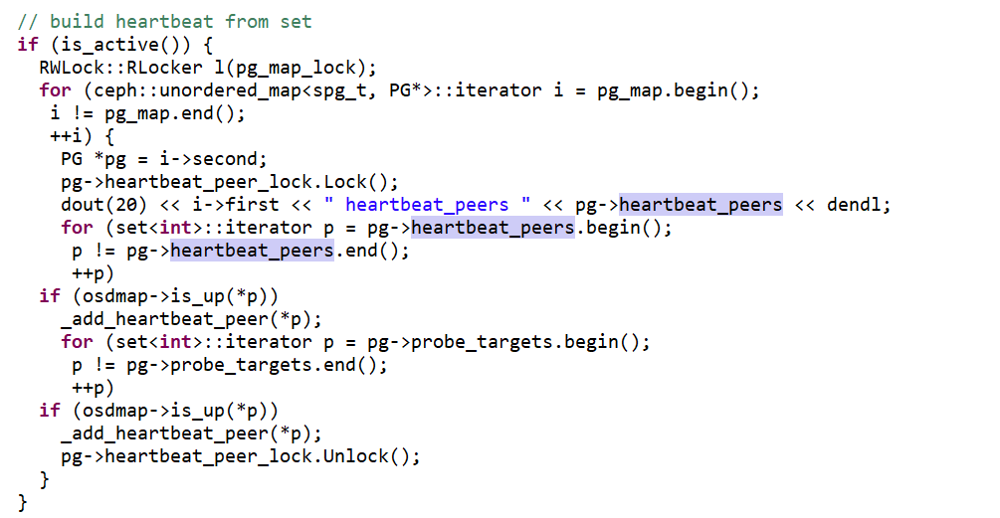 // build heartbeat from set
if (is_active()) {
RWLock::RLocker l(pg_map_lock);
for (ceph::unordered_map<spg_t, PG*>::iterator i = pg_map.begin();
i != pg_map.end();
++i) {
PG *pg = i->second;
pg->heartbeat_peer_lock.Lock();
dout(20) << i->first << " heartbeat_peers " << pg->heartbeat_peers << dendl;
for (set<int>::iterator p = pg->heartbeat_peers.begin();
p != pg->heartbeat_peers.end();
++p)
if (osdmap->is_up(*p))
_add_heartbeat_peer(*p);
for (set<int>::iterator p = pg->probe_targets.begin();
p != pg->probe_targets.end();
++p)
if (osdmap->is_up(*p))
_add_heartbeat_peer(*p);
pg->heartbeat_peer_lock.Unlock();
}
}